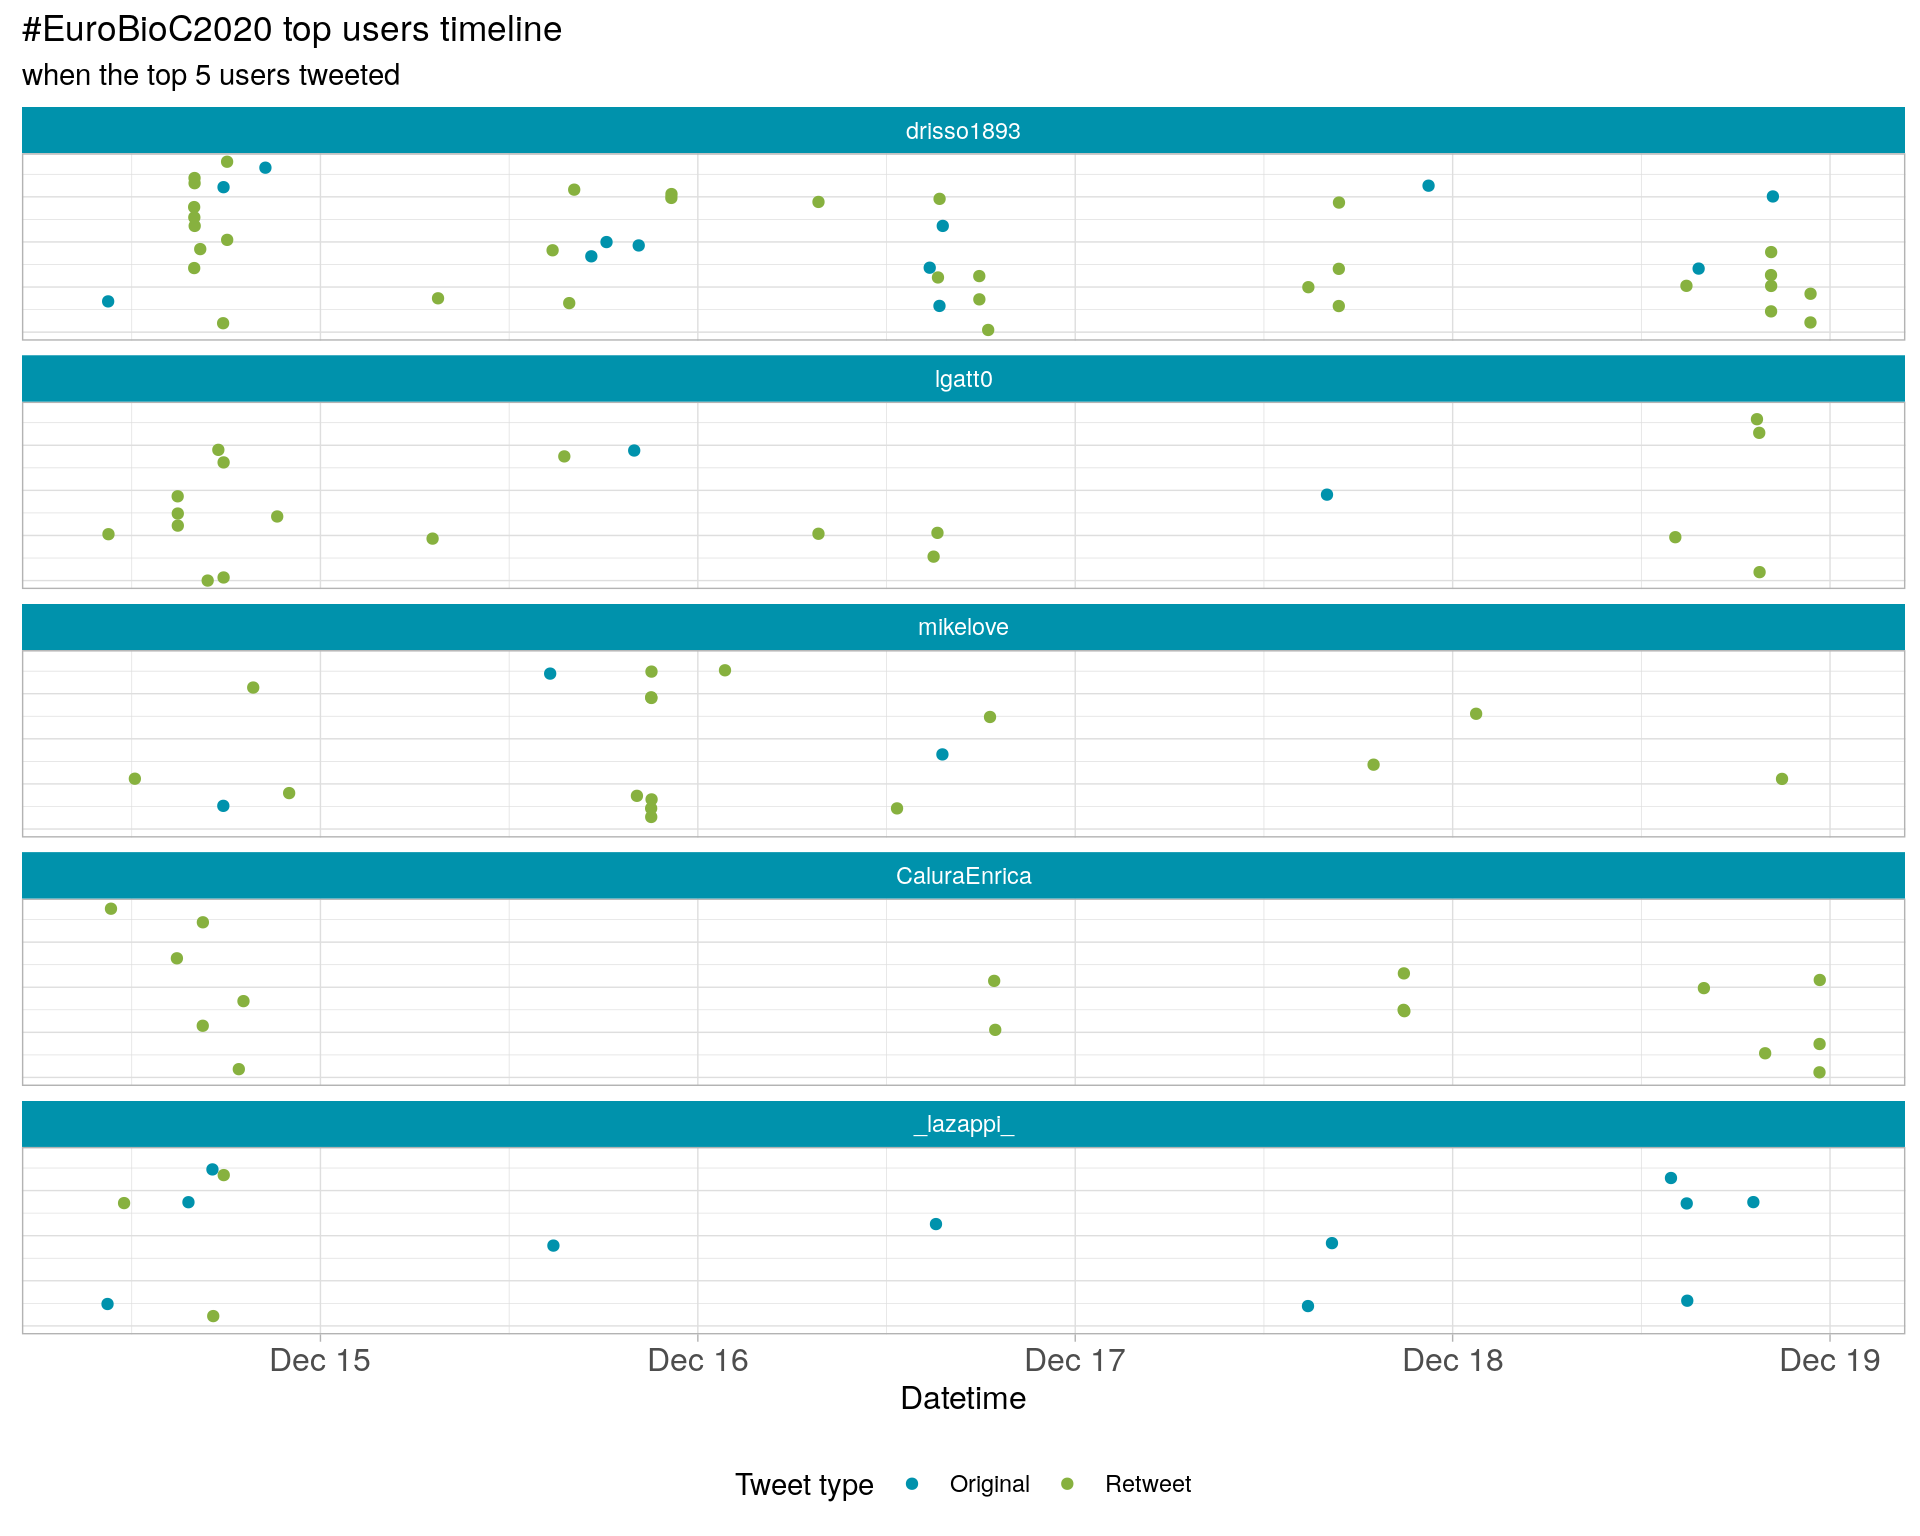 #EuroBioC2020 top users timeline
when the top 5 users tweeted
drisso1893
lgatt0
mikelove
CaluraEnrica
_lazappi_
Dec 15 Dec 16 Dec 17 Dec 18 Dec 19
Datetime
Tweet type Original Retweet